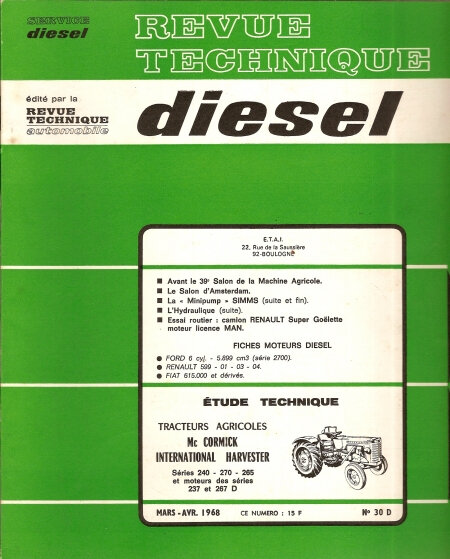 SERVICE
diesel
REVUE
TECHNIQUE
diesel
édité par la
REVUE
TECHNIQUE
automobile
E.T.A.I.
22, Rue de la Saussière
92-BOULOGNE
■ Avant le 39e Salon de la Machine Agricole.
■ Le Salon d'Amsterdam.
■ La « Minipump » SIMMS (suite et fin).
■ L'Hydraulique (suite).
■ Essai routier : camion RENAULT Super Goëlette
moteur licence MAN.
FICHES MOTEURS DIESEL
● FORD 6 cyj. - 5.899 cm3 (série 2700).
● RENAULT 599 - 01 - 03 - 04.
● FIAT 615.000 et dérivés.
ÉTUDE TECHNIQUE
TRACTEURS AGRICOLES
Mc CORMICK
INTERNATIONAL HARVESTER
Séries 240 - 270 - 265
et moteurs des séries
237 et 267 D
MARS - AVR. 1968 CE NUMERO : 15 F No 30 D